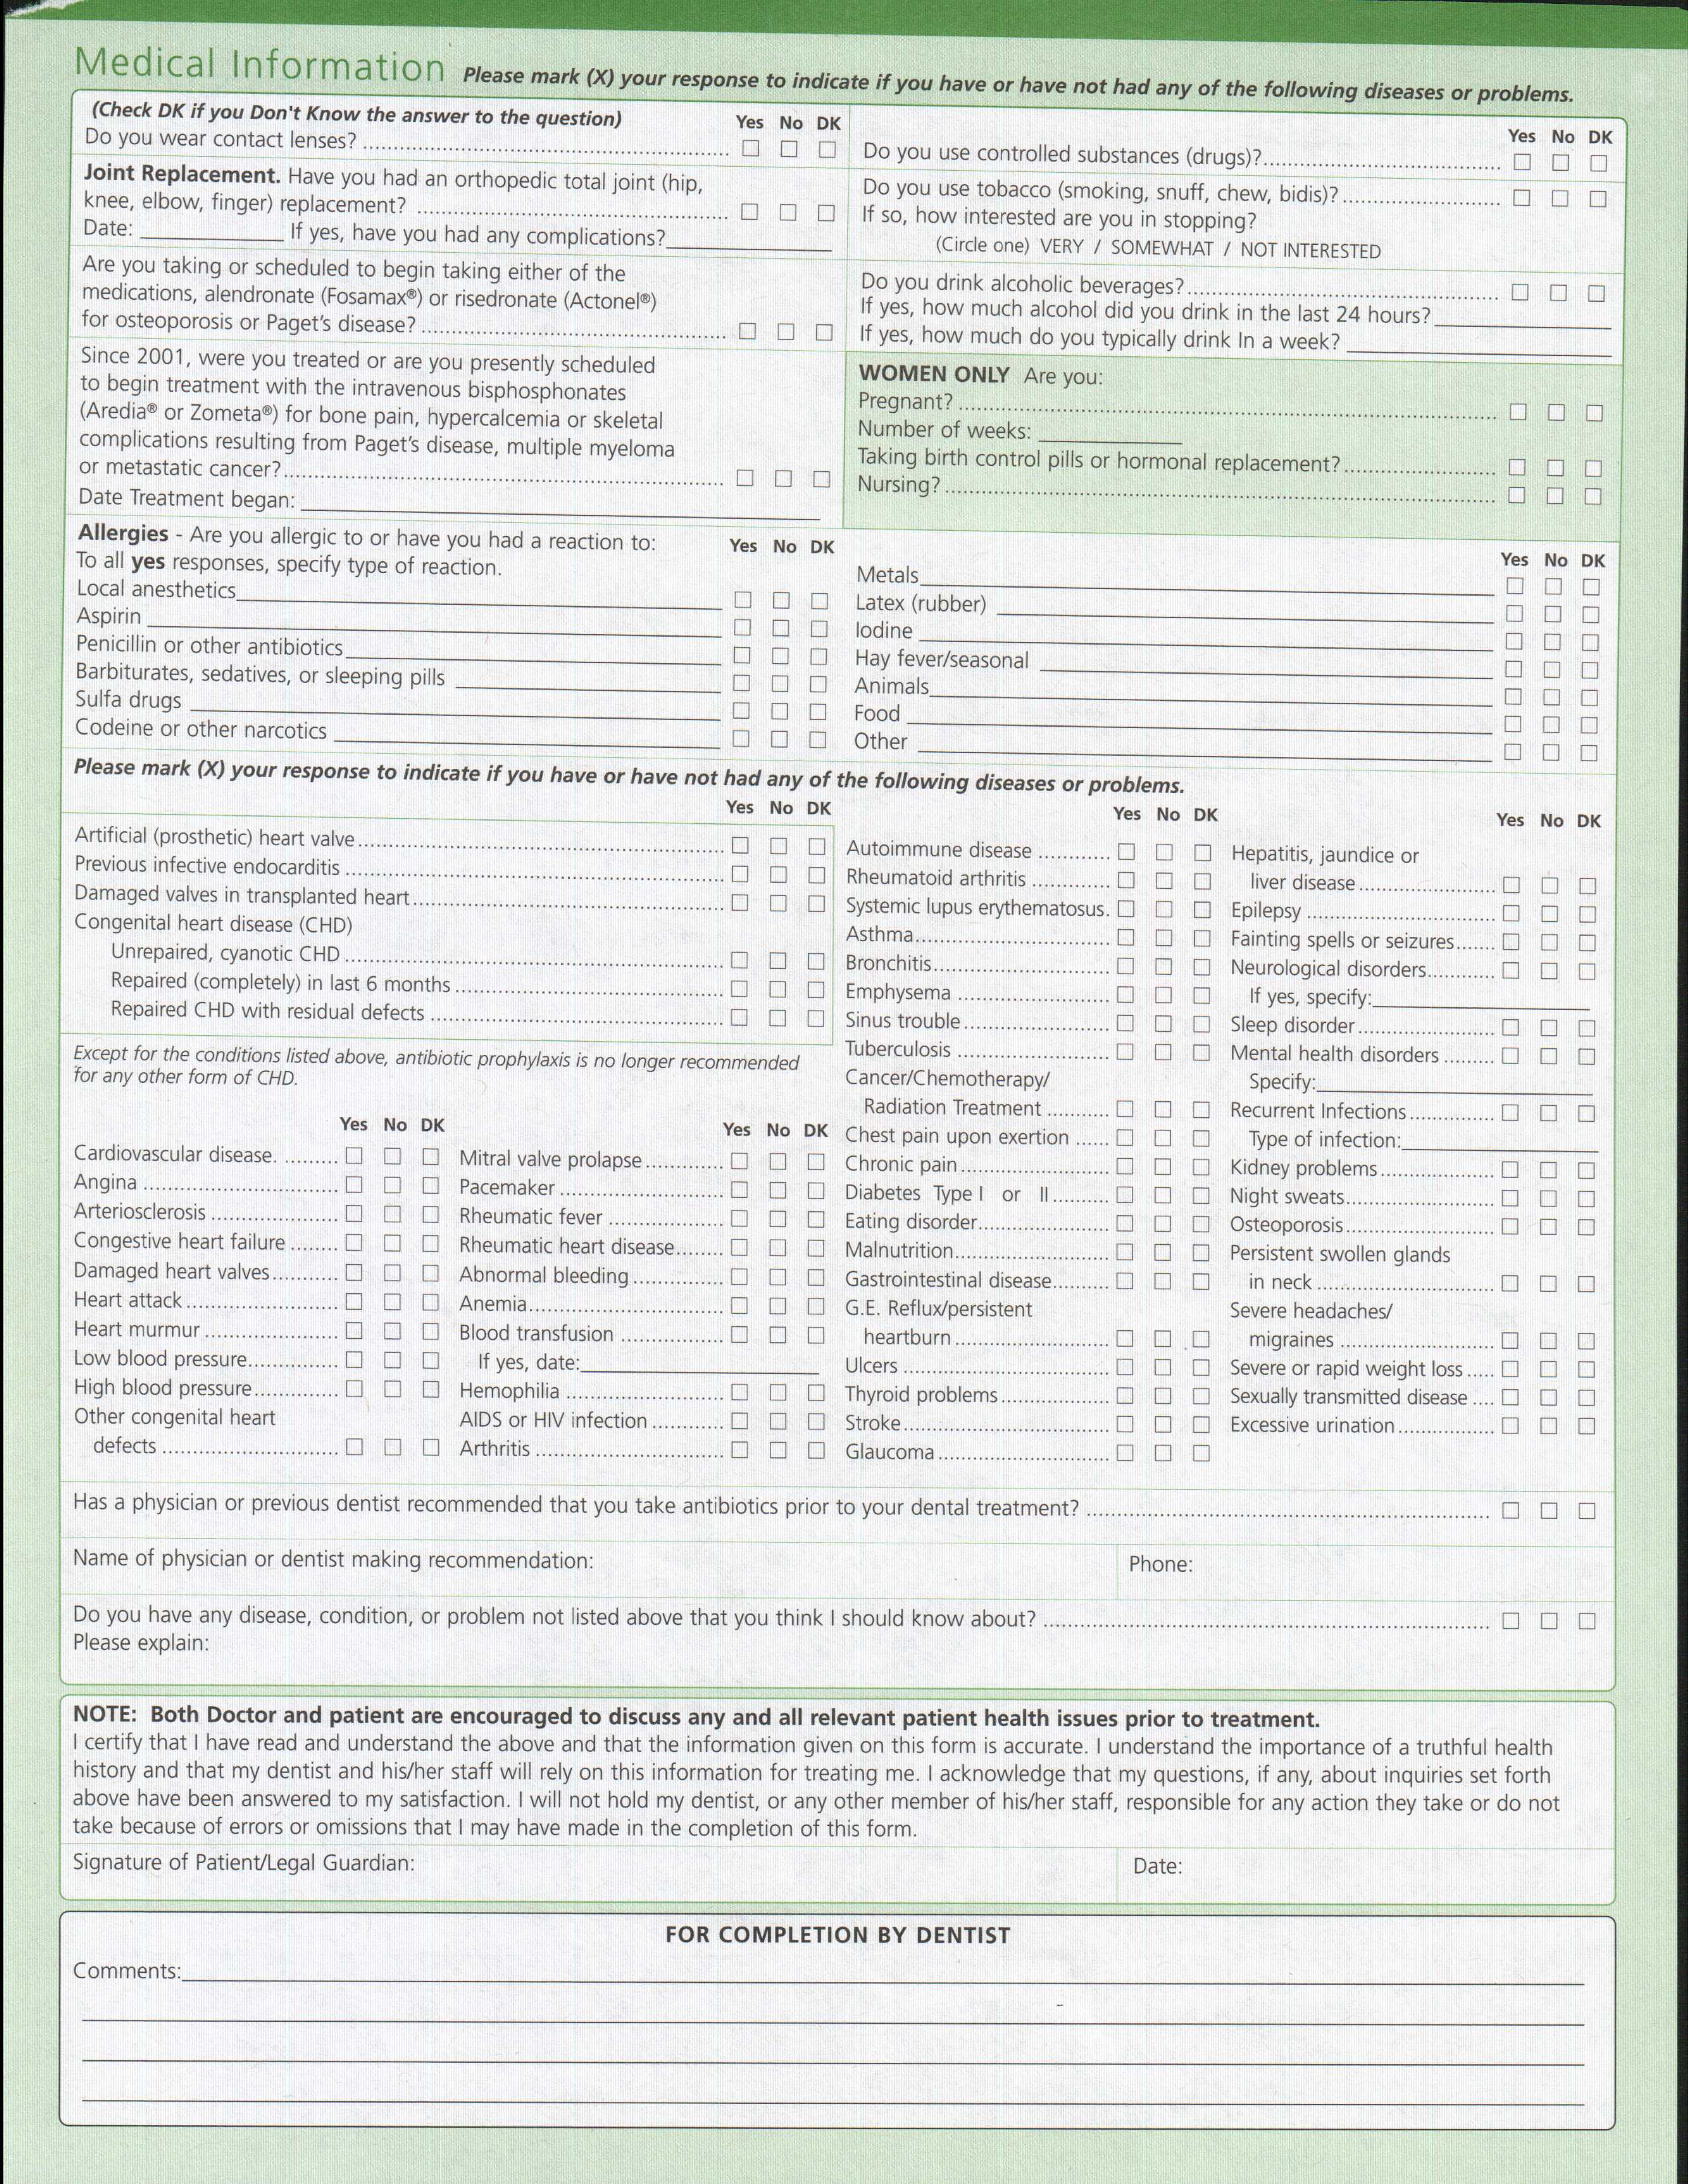 Medical Information Please mark (X) your response to indicate if you have or have not had any of the following diseases or problems.
(Check DK if you Don't Know the answer to the question) Yes No DK
Do you wear contact lenses?
Joint Replacement. Have you had an orthopedic total joint (hip,
knee, elbow, finger) replacement?
Date: If yes, have you had any complications?
Are you taking or scheduled to begin taking either of the
medications, alendronate (Fosamax®) or risedronate (Actonel®)
for osteoporosis or Paget's disease?
Since 2001, were you treated or are you presently scheduled
to begin treatment with the intravenous bisphosphonates
(Aredia® or Zometa®) for bone pain, hypercalcemia or skeletal
complications resulting from Paget's disease, multiple myeloma
or metastatic cancer?
Date Treatment began:
Yes No DK
Do you use controlled substances (drugs)?
Do you use tobacco (smoking, snuff, chew, bidis)?
If so, how interested are you in stopping?
(Circle one) VERY / SOMEWHAT / NOT INTERESTED
Do you drink alcoholic beverages?
If yes, how much alcohol did you drink in the last 24 hours?
If yes, how much do you typically drink In a week?
WOMEN ONLY Are you:
Pregnant?
Number of weeks:
Taking birth control pills or hormonal replacement?
Nursing?
Allergies - Are you allergic to or have you had a reaction to: Yes No DK
To all yes responses, specify type of reaction.
Local anesthetics
Aspirin
Penicillin or other antibiotics
Barbiturates, sedatives, or sleeping pills
Sulfa drugs
Codeine or other narcotics
Yes No DK
Metals
Latex (rubber)
Iodine
Hay fever/seasonal
Animals
Food
Other
Please mark (X) your response to indicate if you have or have not had any of the following diseases or problems.
Yes No DK
Artificial (prosthetic) heart valve
Previous infective endocarditis
Damaged valves in transplanted heart
Congenital heart disease (CHD)
Unrepaired, cyanotic CHD
Repaired (completely) in last 6 months
Repaired CHD with residual defects
Except for the conditions listed above, antibiotic prophylaxis is no longer recommended
for any other form of CHD.
Yes No DK
Cardiovascular disease.
Angina
Arteriosclerosis
Congestive heart failure
Damaged heart valves
Heart attack
Heart murmur
Low blood pressure
High blood pressure
Other congenital heart
defects
Yes No DK
Mitral valve prolapse
Pacemaker
Rheumatic fever
Rheumatic heart disease
Abnormal bleeding
Anemia
Blood transfusion
If yes, date:
Hemophilia
AIDS or HIV infection
Arthritis
Yes No DK
Autoimmune disease
Rheumatoid arthritis
Systemic lupus erythematosus.
Asthma
Bronchitis
Emphysema
Sinus trouble
Tuberculosis
Cancer/Chemotherapy/
Radiation Treatment
Chest pain upon exertion
Chronic pain
Diabetes Type I or II
Eating disorder
Malnutrition
Gastrointestinal disease
G.E. Reflux/persistent
heartburn
Ulcers
Thyroid problems
Stroke
Glaucoma
Yes No DK
Hepatitis, jaundice or
liver disease
Epilepsy
Fainting spells or seizures
Neurological disorders
If yes, specify:
Sleep disorder
Mental health disorders
Specify:
Recurrent Infections
Type of infection:
Kidney problems
Night sweats
Osteoporosis
Persistent swollen glands
in neck
Severe headaches/
migraines
Severe or rapid weight loss
Sexually transmitted disease
Excessive urination
Has a physician or previous dentist recommended that you take antibiotics prior to your dental treatment?
Name of physician or dentist making recommendation: Phone:
Do you have any disease, condition, or problem not listed above that you think I should know about?
Please explain:
NOTE: Both Doctor and patient are encouraged to discuss any and all relevant patient health issues prior to treatment.
I certify that I have read and understand the above and that the information given on this form is accurate. I understand the importance of a truthful health
history and that my dentist and his/her staff will rely on this information for treating me. I acknowledge that my questions, if any, about inquiries set forth
above have been answered to my satisfaction. I will not hold my dentist, or any other member of his/her staff, responsible for any action they take or do not
take because of errors or omissions that I may have made in the completion of this form.
Signature of Patient/Legal Guardian: Date:
FOR COMPLETION BY DENTIST
Comments: